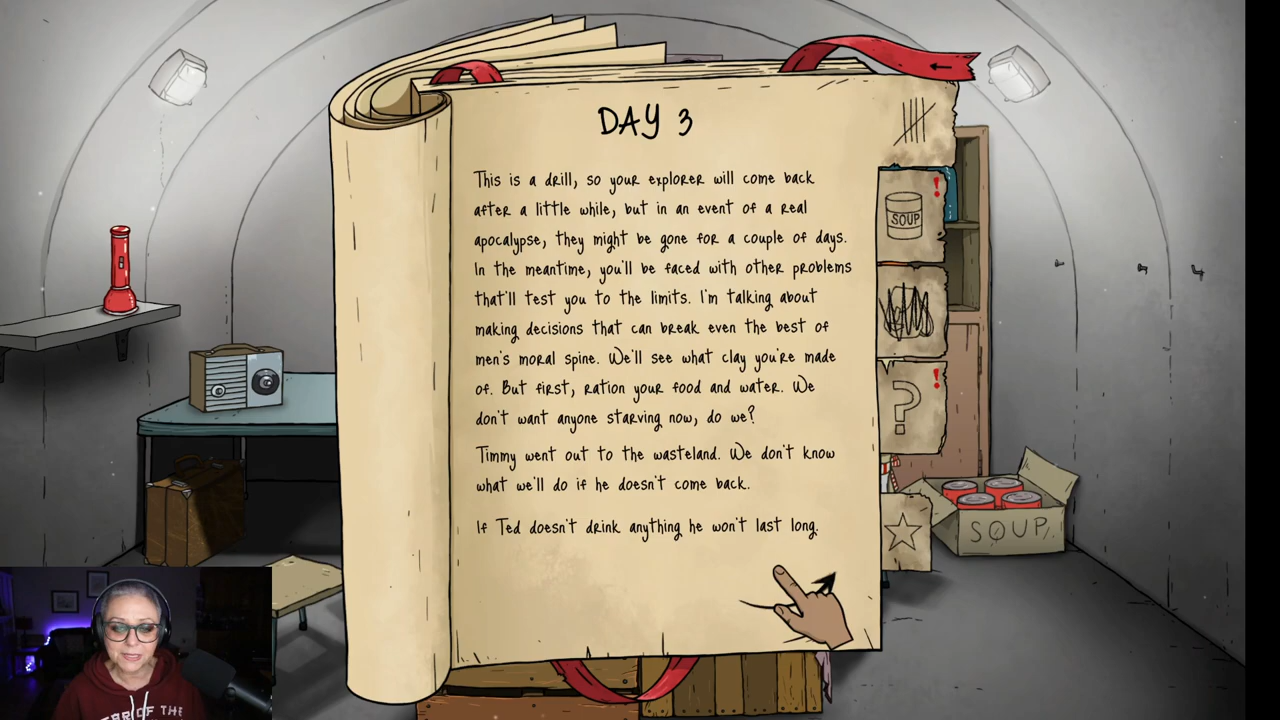 DAY 3
This is a drill, so your explorer will come back
after a little while, but in an event of a real
apocalypse, they might be gone for a couple of days.
In the meantime, you'll be faced with other problems
that'll test you to the limits. I'm talking about
making decisions that can break even the best of
men's moral spine. We'll see what clay you're made
of. But first, ration your food and water. We
don't want anyone starving now, do we?
Timmy went out to the wasteland. We don't know
what we'll do if he doesn't come back.
If Ted doesn't drink anything he won't last long.
!
SOUP
!
?
SOUP